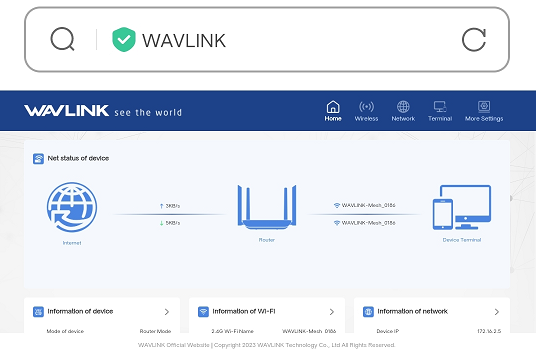 WAVLINK
WAVLINK see the world
Home Wireless Network Terminal More Settings
Net status of device
3KB/s WAVLINK-Mesh_0186
5KB/s WAVLINK-Mesh_0186
Internet Router Device Terminal
Information of device Information of Wi-Fi Information of network
Mode of device Router Mode 2.4G Wi-Fi Name WAVLINK-Mesh_0186 Device IP 172.16.2.5
WAVLINK Official Website | Copyright 2023 WAVLINK Technology Co., Ltd All Rights Reserved.